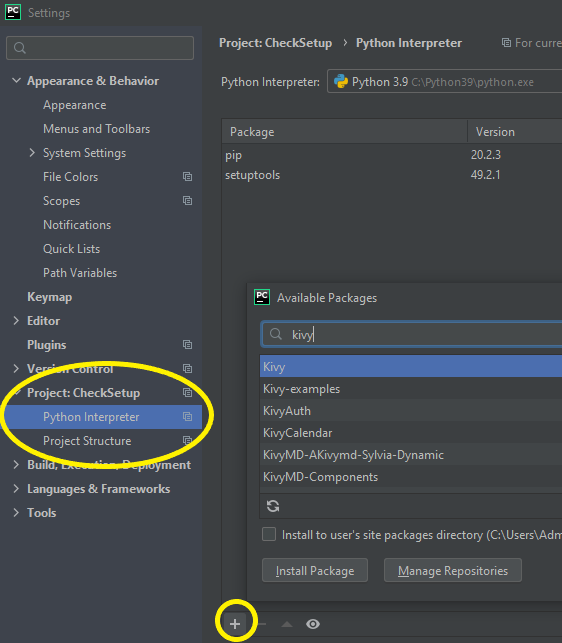 PC Settings
Project: CheckSetup › Python Interpreter For curre
Appearance & Behavior
Appearance
Menus and Toolbars
System Settings
File Colors
Scopes
Notifications
Quick Lists
Path Variables
Keymap
Editor
Plugins
Version Control
Project: CheckSetup
Python Interpreter
Project Structure
Build, Execution, Deployment
Languages & Frameworks
Tools
Python Interpreter: Python 3.9 C:\Python39\python.exe
Package Version
pip 20.2.3
setuptools 49.2.1
PC Available Packages
kivy
Kivy
Kivy-examples
KivyAuth
KivyCalendar
KivyMD-AKivymd-Sylvia-Dynamic
KivyMD-Components
Install to user's site packages directory (C:\Users\Adm
Install Package Manage Repositories